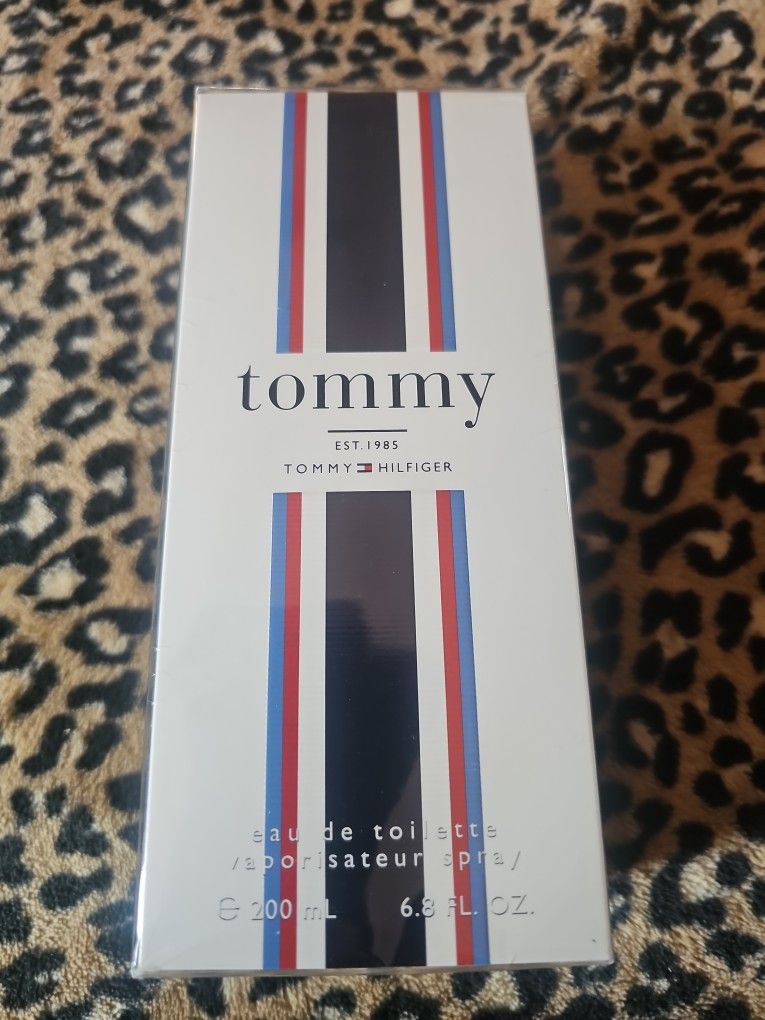 tommy
EST. 1985
TOMMY HILFIGER
eau de toilette
vaporisateur spray
℮ 200 mL 6.8 FL. OZ.